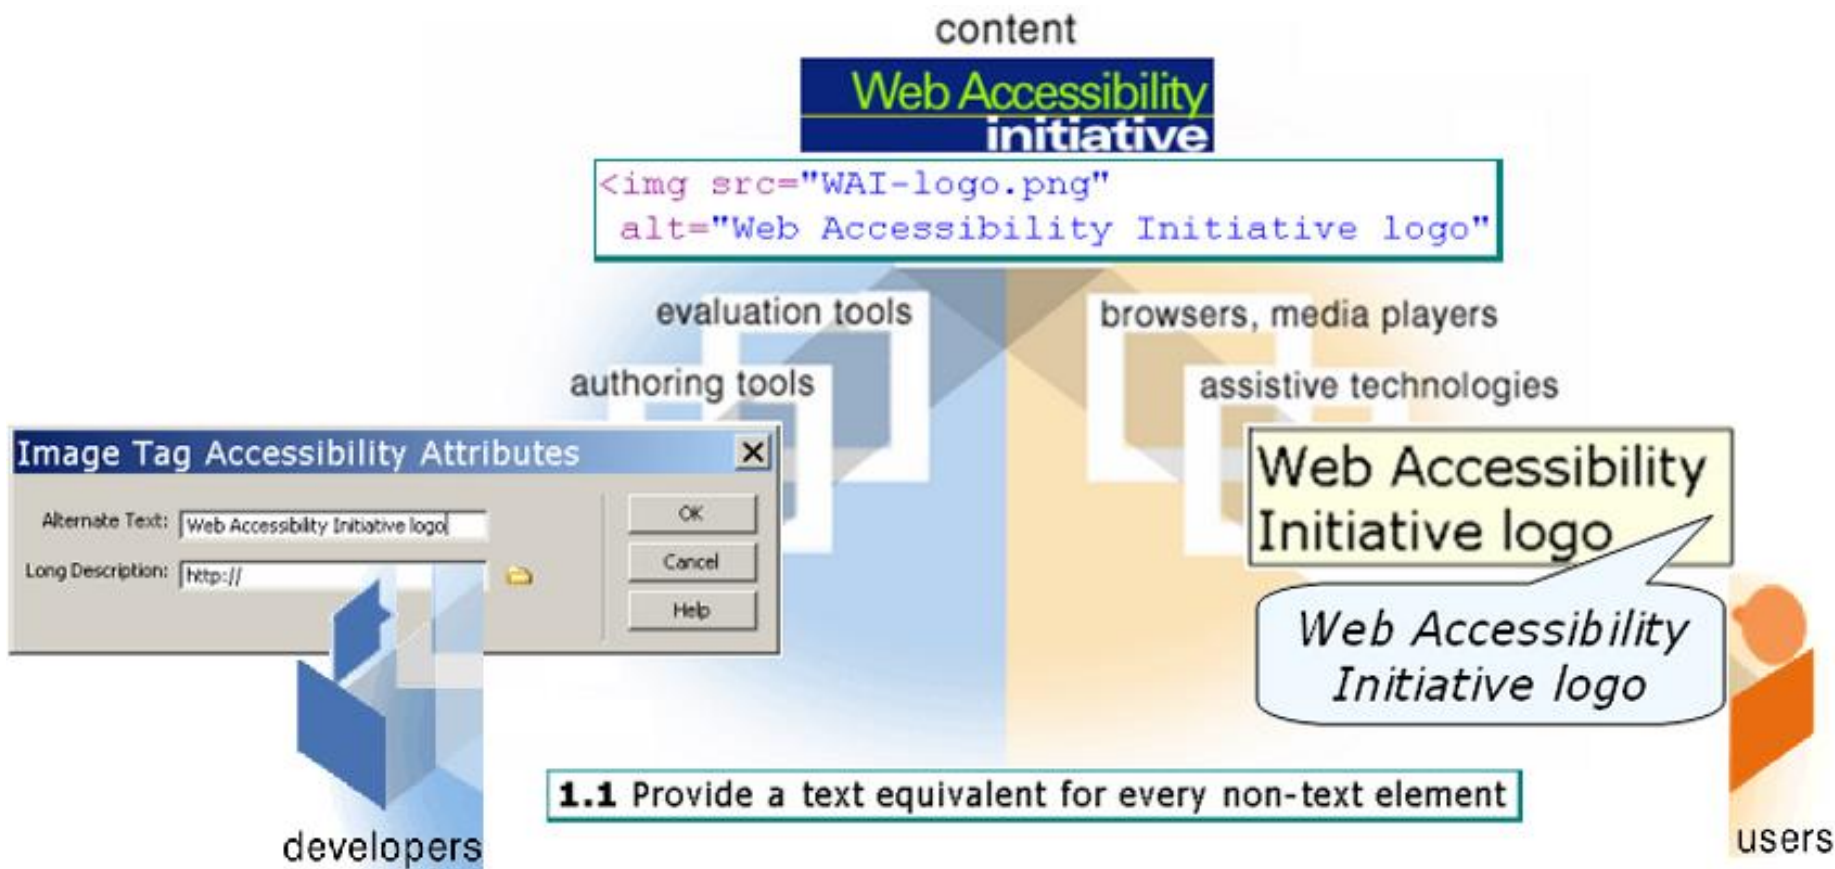 content
Web Accessibility
initiative
<img src="WAI-logo.png"
alt="Web Accessibility Initiative logo"
evaluation tools
browsers, media players
authoring tools
assistive technologies
Image Tag Accessibility Attributes
Alternate Text: Web Accessibility Initiative logo
OK
Long Description: http://
Cancel
Help
Web Accessibility
Initiative logo
Web Accessibility
Initiative logo
1.1 Provide a text equivalent for every non-text element
developers
users